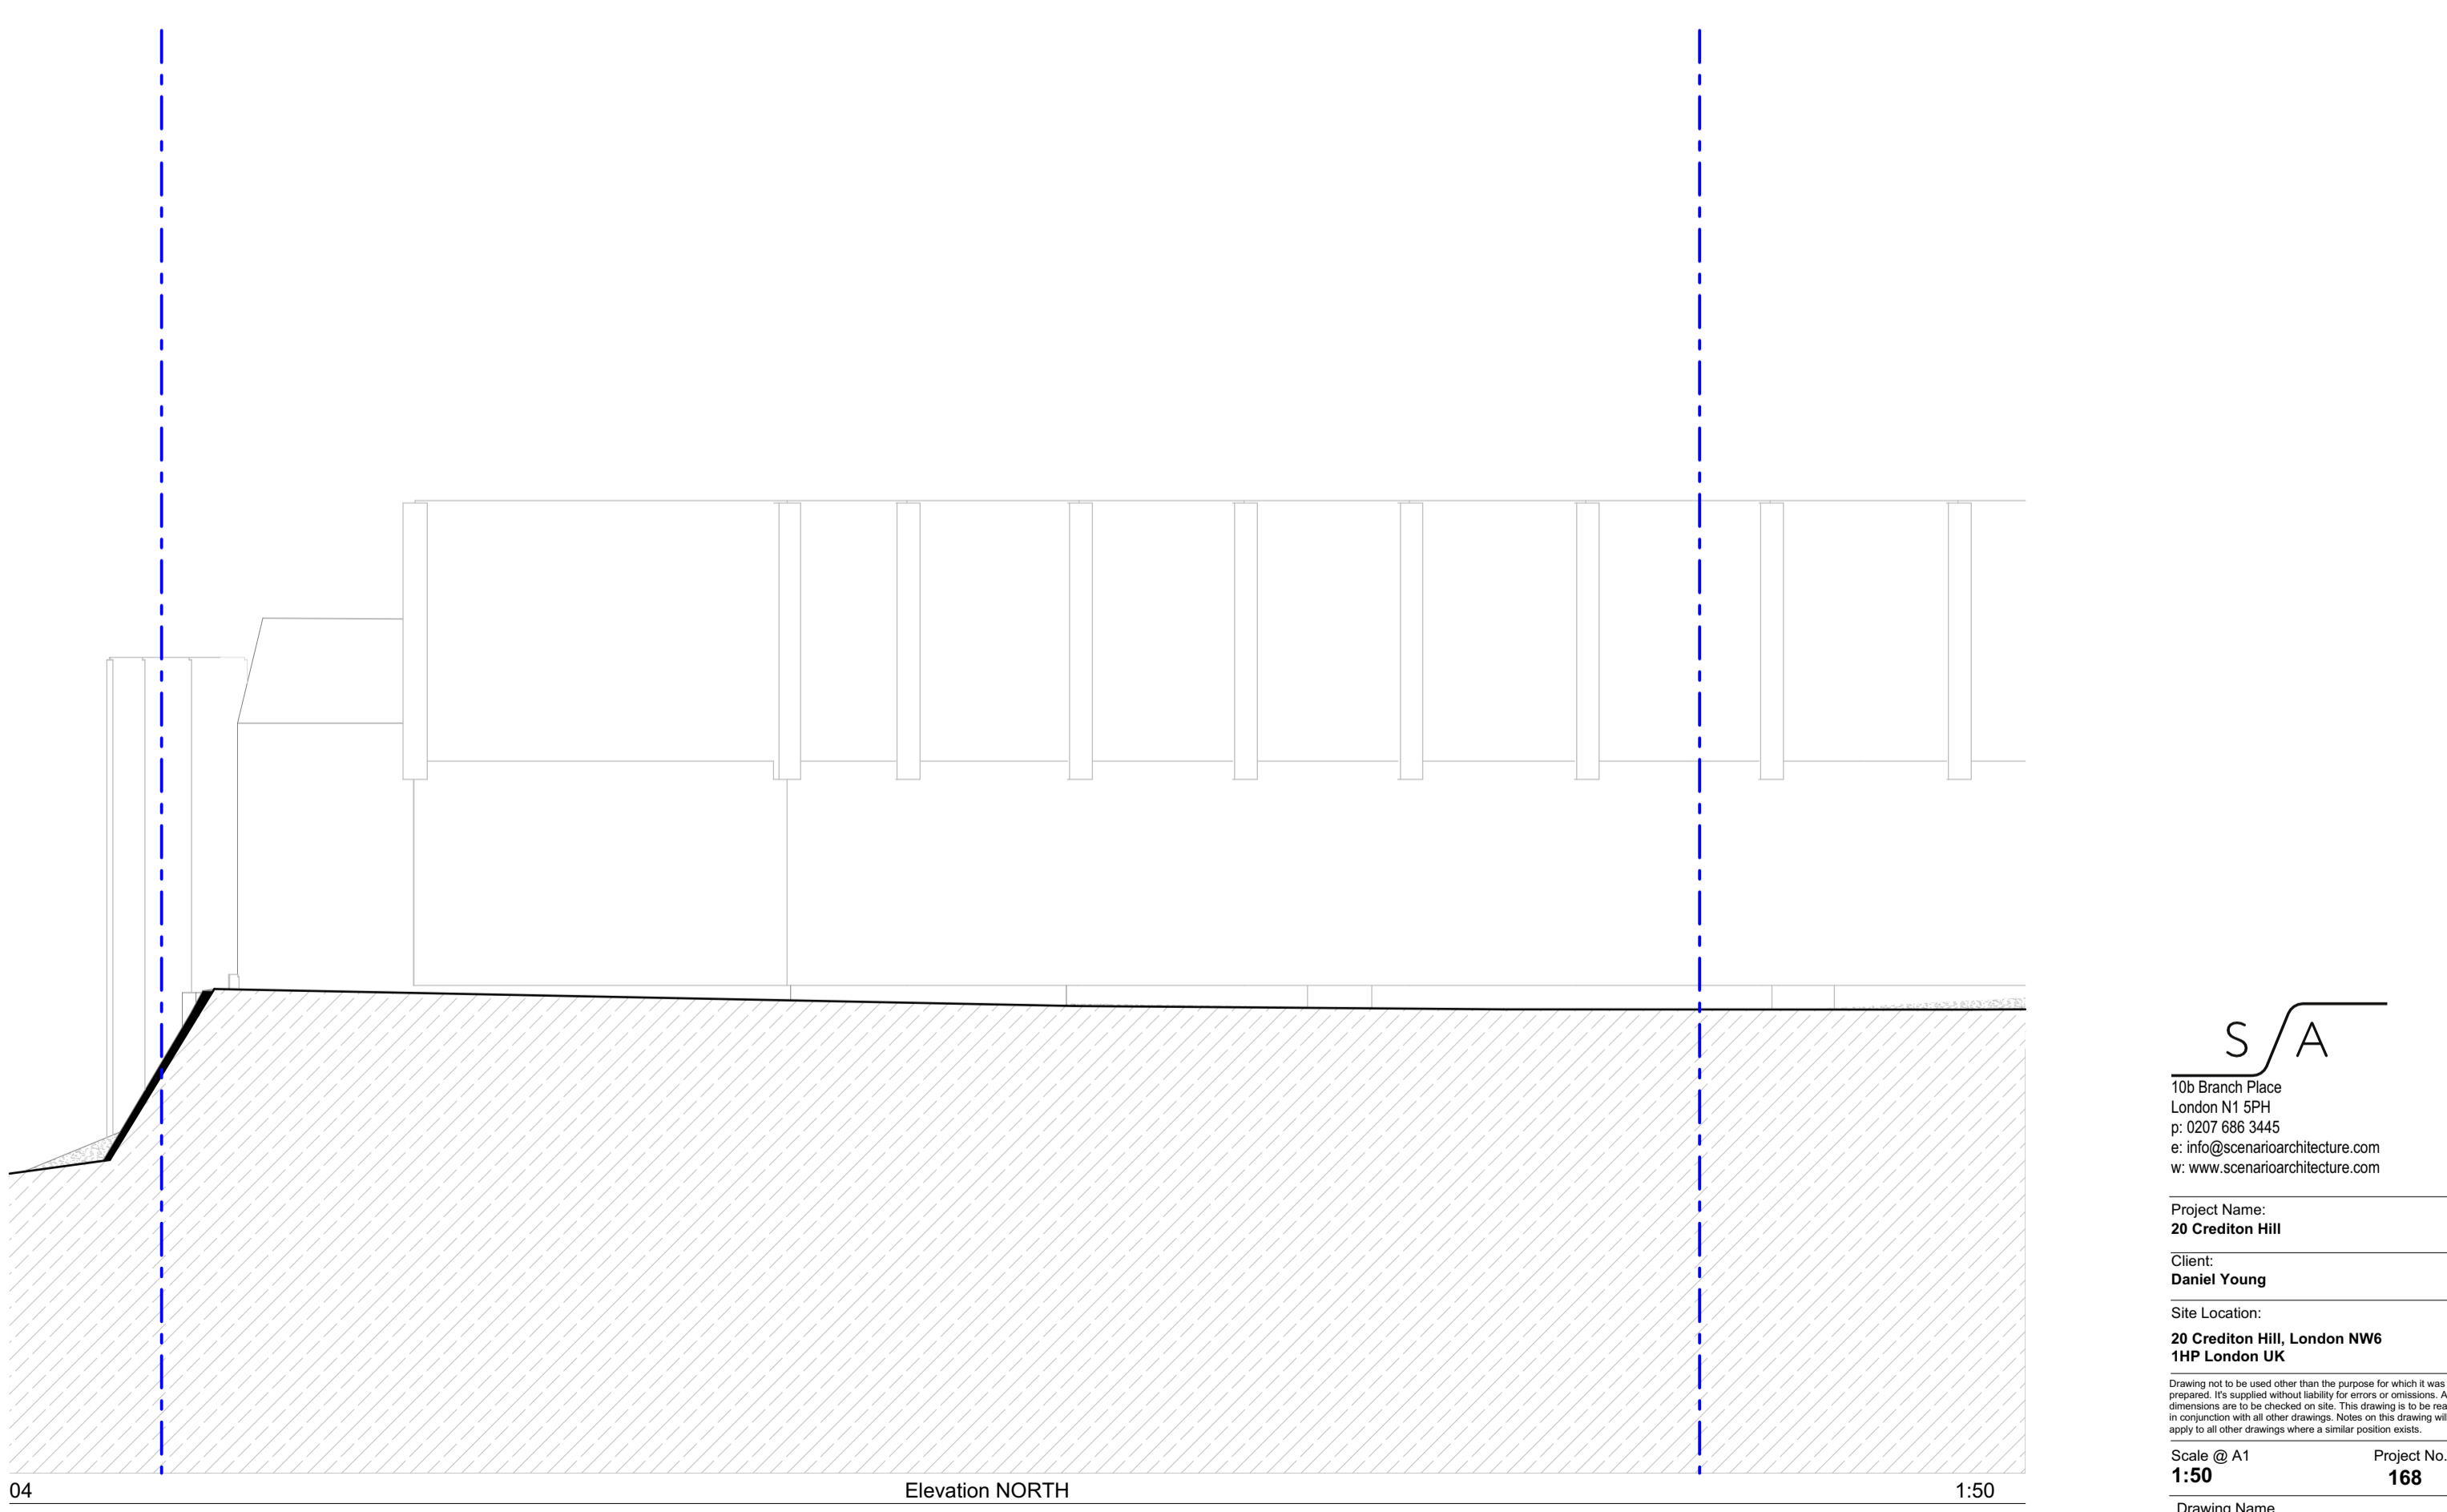 04
Elevation NORTH
1:50
S A
10b Branch Place
London N1 5PH
p: 0207 686 3445
e: info@scenarioarchitecture.com
w: www.scenarioarchitecture.com
Project Name:
20 Crediton Hill
Client:
Daniel Young
Site Location:
20 Crediton Hill, London NW6
1HP London UK
Drawing not to be used other than the purpose for which it was
prepared. It's supplied without liability for errors or omissions. A
dimensions are to be checked on site. This drawing is to be rea
in conjunction with all other drawings. Notes on this drawing wil
apply to all other drawings where a similar position exists.
Scale @ A1 Project No.
1:50 168
Drawing Name